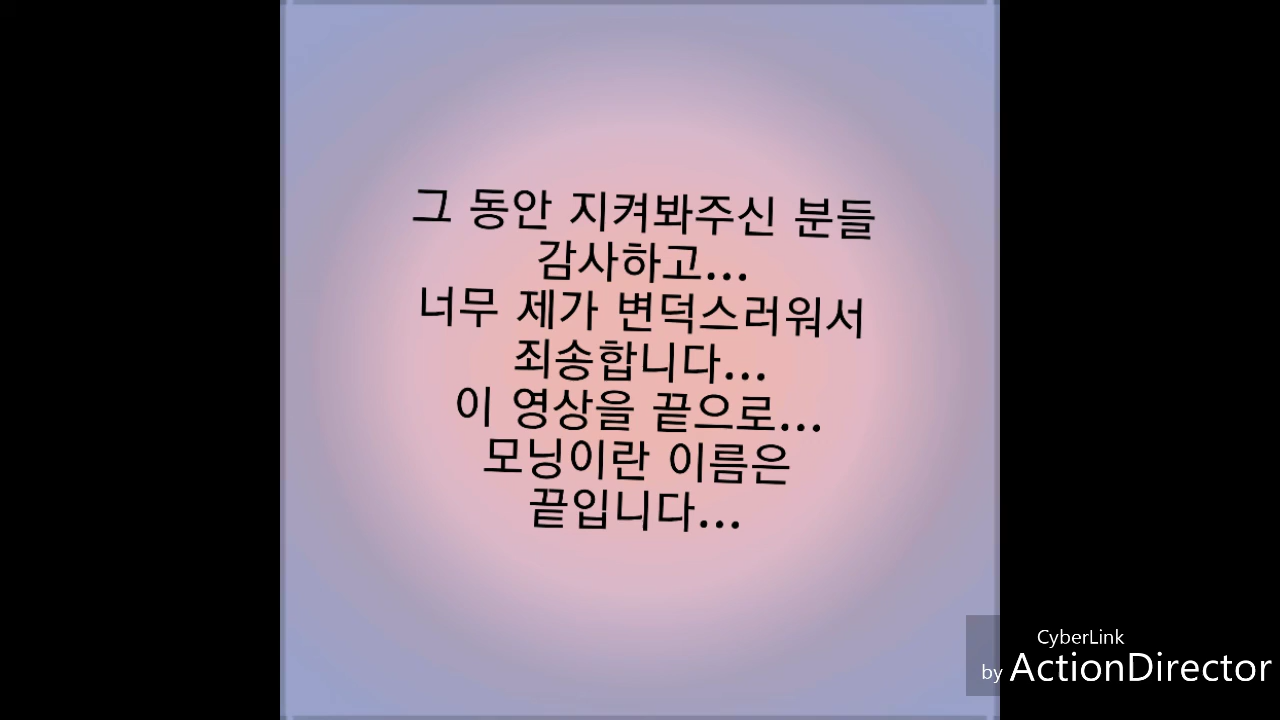 그 동안 지켜봐주신 분들
감사하고...
너무 제가 변덕스러워서
죄송합니다...
이 영상을 끝으로...
모닝이란 이름은
끝입니다...
CyberLink
by ActionDirector